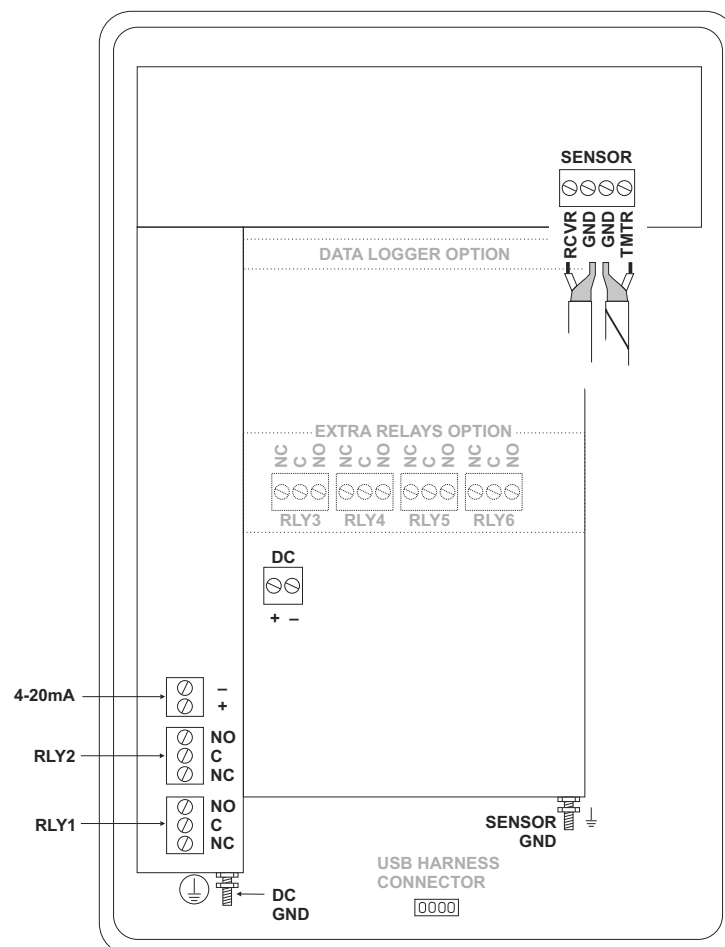 SENSOR
RCVR
GND
GND
TMTR
DATA LOGGER OPTION
EXTRA RELAYS OPTION
NC
C
NO
NC
C
NO
NC
C
NO
NC
C
NO
RLY3
RLY4
RLY5
RLY6
DC
+ –
4-20mA
–
+
RLY2
NO
C
NC
RLY1
NO
C
NC
SENSOR
GND
DC
GND
USB HARNESS
CONNECTOR